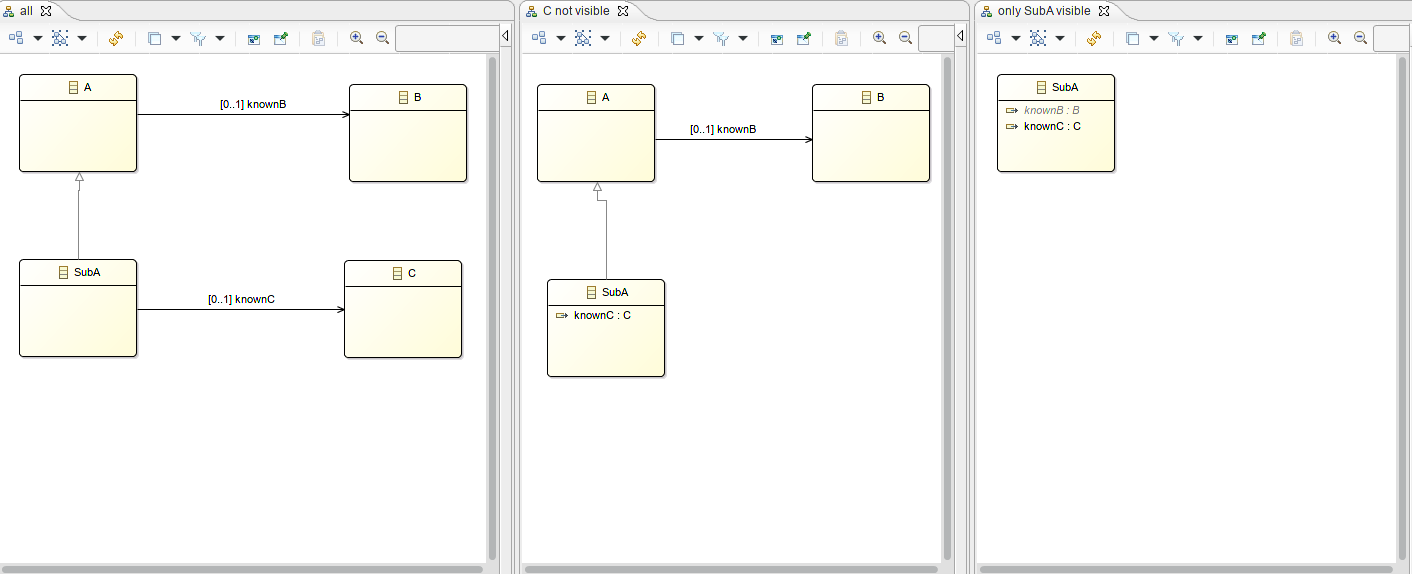 all
A
[0..1] knownB
B
SubA
[0..1] knownC
C
C not visible
A
[0..1] knownB
B
SubA
knownC : C
only SubA visible
SubA
knownB : B
knownC : C